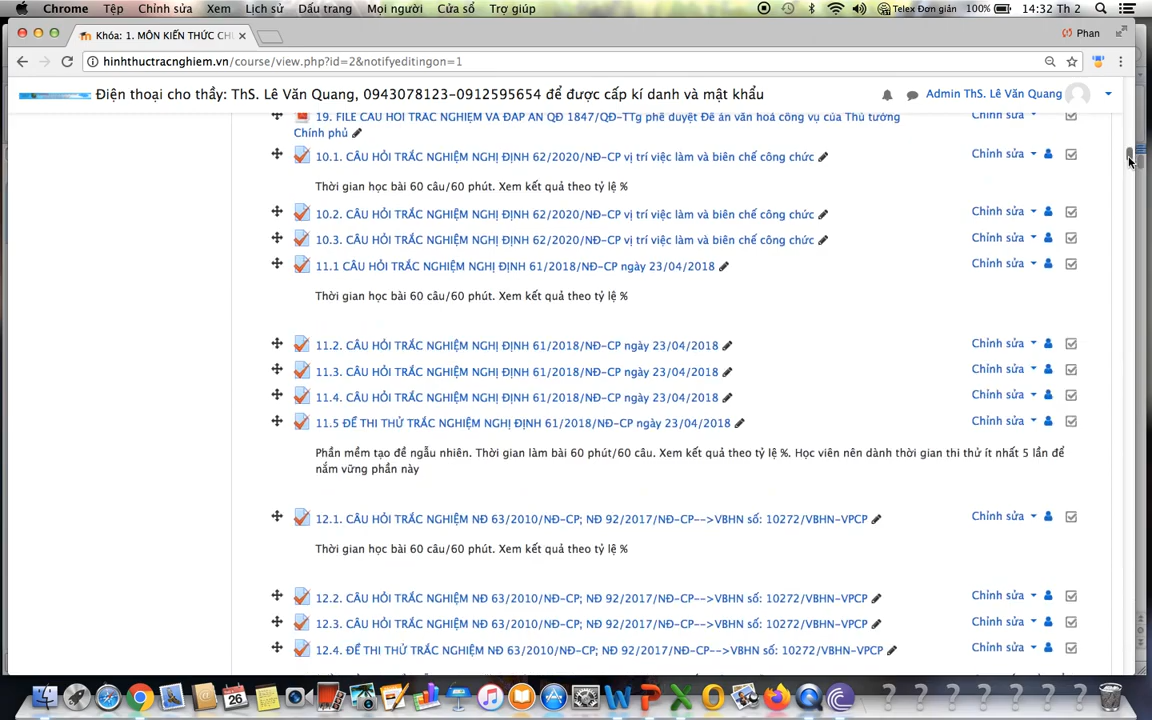 Chrome Tệp Chỉnh sửa Xem Lịch sử Dấu trang Mọi người Cửa sổ Trợ giúp Telex Đơn giản 100% 14:32 Th 2
Khóa: 1. MÔN KIẾN THỨC CH
Phan
hinhthuctracnghiem.vn/course/view.php?id=2&notifyeditingon=1
Điện thoại cho thầy: ThS. Lê Văn Quang, 0943078123-0912595654 để được cấp kí danh và mật khẩu
Admin ThS. Lê Văn Quang
19. FILE CÂU HỎI TRẮC NGHIỆM VÀ ĐÁP ÁN QĐ 1847/QĐ-TTg phê duyệt Đề án văn hoá công vụ của Thủ tướng Chỉnh sửa
Chính phủ
10.1. CÂU HỎI TRẮC NGHIỆM NGHỊ ĐỊNH 62/2020/NĐ-CP vị trí việc làm và biên chế công chức Chỉnh sửa
Thời gian học bài 60 câu/60 phút. Xem kết quả theo tỷ lệ %
10.2. CÂU HỎI TRẮC NGHIỆM NGHỊ ĐỊNH 62/2020/NĐ-CP vị trí việc làm và biên chế công chức Chỉnh sửa
10.3. CÂU HỎI TRẮC NGHIỆM NGHỊ ĐỊNH 62/2020/NĐ-CP vị trí việc làm và biên chế công chức Chỉnh sửa
11.1 CÂU HỎI TRẮC NGHIỆM NGHỊ ĐỊNH 61/2018/NĐ-CP ngày 23/04/2018 Chỉnh sửa
Thời gian học bài 60 câu/60 phút. Xem kết quả theo tỷ lệ %
11.2. CÂU HỎI TRẮC NGHIỆM NGHỊ ĐỊNH 61/2018/NĐ-CP ngày 23/04/2018 Chỉnh sửa
11.3. CÂU HỎI TRẮC NGHIỆM NGHỊ ĐỊNH 61/2018/NĐ-CP ngày 23/04/2018 Chỉnh sửa
11.4. CÂU HỎI TRẮC NGHIỆM NGHỊ ĐỊNH 61/2018/NĐ-CP ngày 23/04/2018 Chỉnh sửa
11.5 ĐỀ THI THỬ TRẮC NGHIỆM NGHỊ ĐỊNH 61/2018/NĐ-CP ngày 23/04/2018 Chỉnh sửa
Phần mềm tạo đề ngẫu nhiên. Thời gian làm bài 60 phút/60 câu. Xem kết quả theo tỷ lệ %. Học viên nên dành thời gian thi thử ít nhất 5 lần để
nắm vững phần này
12.1. CÂU HỎI TRẮC NGHIỆM NĐ 63/2010/NĐ-CP; NĐ 92/2017/NĐ-CP-->VBHN số: 10272/VBHN-VPCP Chỉnh sửa
Thời gian học bài 60 câu/60 phút. Xem kết quả theo tỷ lệ %
12.2. CÂU HỎI TRẮC NGHIỆM NĐ 63/2010/NĐ-CP; NĐ 92/2017/NĐ-CP-->VBHN số: 10272/VBHN-VPCP Chỉnh sửa
12.3. CÂU HỎI TRẮC NGHIỆM NĐ 63/2010/NĐ-CP; NĐ 92/2017/NĐ-CP-->VBHN số: 10272/VBHN-VPCP Chỉnh sửa
12.4. ĐỀ THI THỬ TRẮC NGHIỆM NĐ 63/2010/NĐ-CP; NĐ 92/2017/NĐ-CP-->VBHN số: 10272/VBHN-VPCP Chỉnh sửa